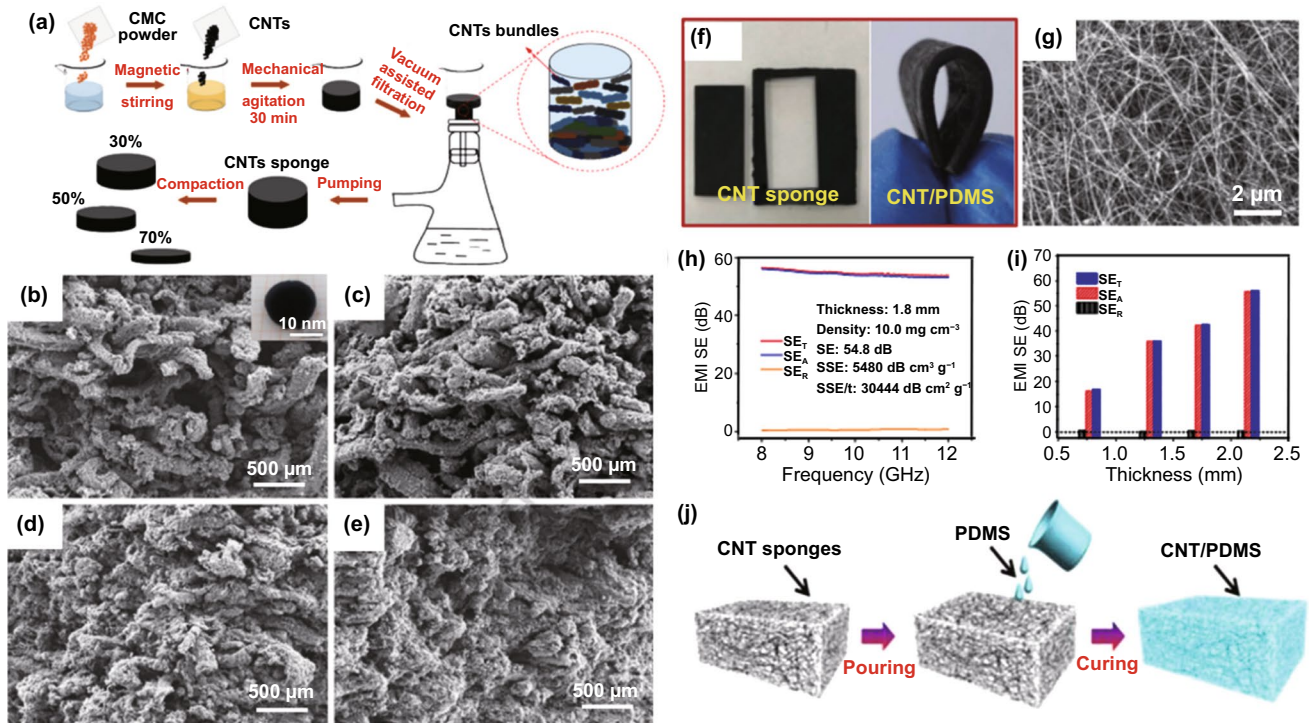 (a)
CMC
powder
CNTs
Magnetic
stirring
Mechanical
agitation
30 min
Vacuum
assisted
filtration
CNTs bundles
30%
50%
70%
Compaction
CNTs sponge
Pumping
(b)
10 nm
500 µm
(c)
500 µm
(d)
500 µm
(e)
500 µm
(f)
CNT sponge
CNT/PDMS
(g)
2 µm
(h)
EMI SE (dB)
60
40
20
0
SE_T
SE_A
SE_R
Thickness: 1.8 mm
Density: 10.0 mg cm⁻³
SE: 54.8 dB
SSE: 5480 dB cm³ g⁻¹
SSE/t: 30444 dB cm² g⁻¹
8 9 10 11 12
Frequency (GHz)
(i)
EMI SE (dB)
70
60
50
40
30
20
10
0
SE_T
SE_A
SE_R
0.5 1.0 1.5 2.0 2.5
Thickness (mm)
(j)
CNT sponges
Pouring
PDMS
Curing
CNT/PDMS